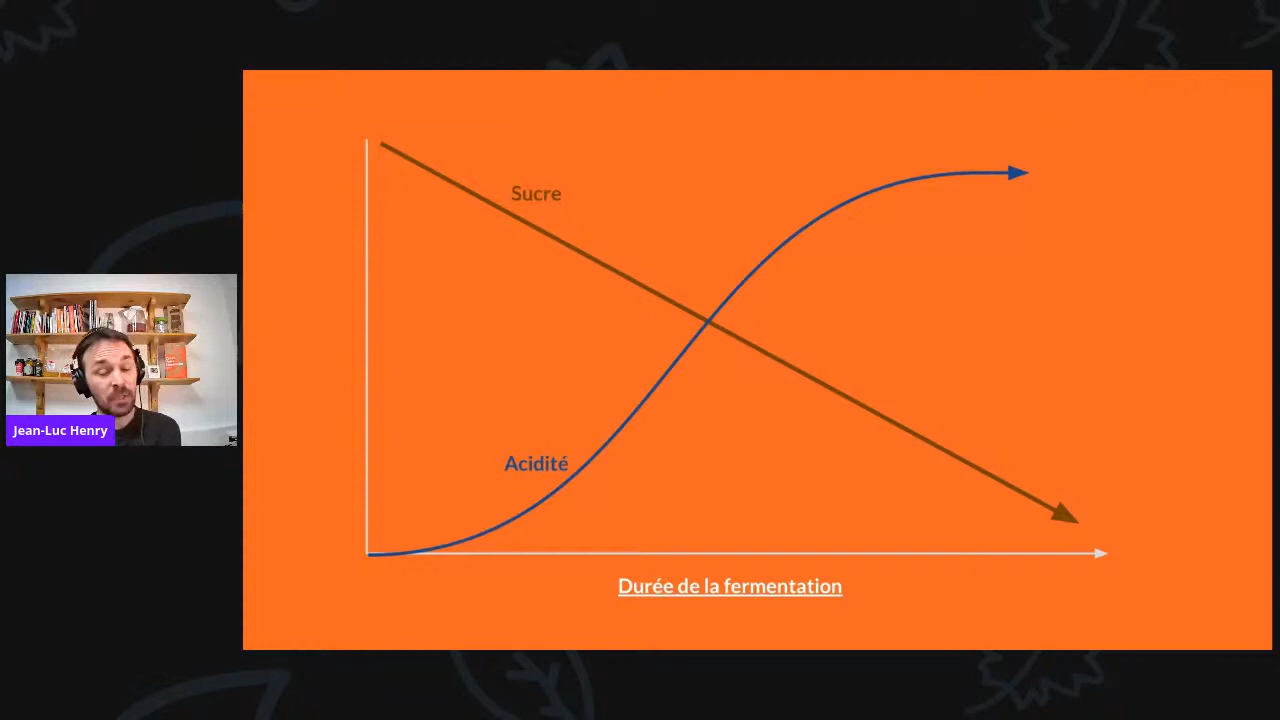 Sucre
Acidité
Durée de la fermentation
Jean-Luc Henry